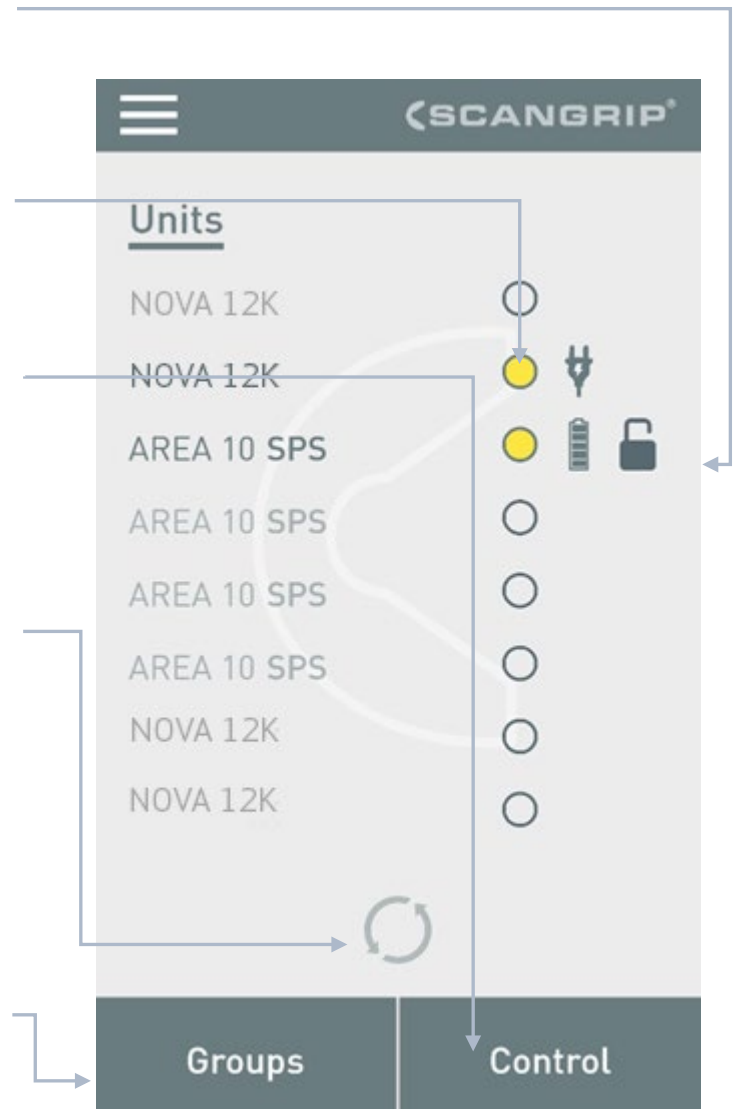 SCANGRIP®
Units
NOVA 12K
NOVA 12K
AREA 10 SPS
AREA 10 SPS
AREA 10 SPS
AREA 10 SPS
NOVA 12K
NOVA 12K
Groups
Control